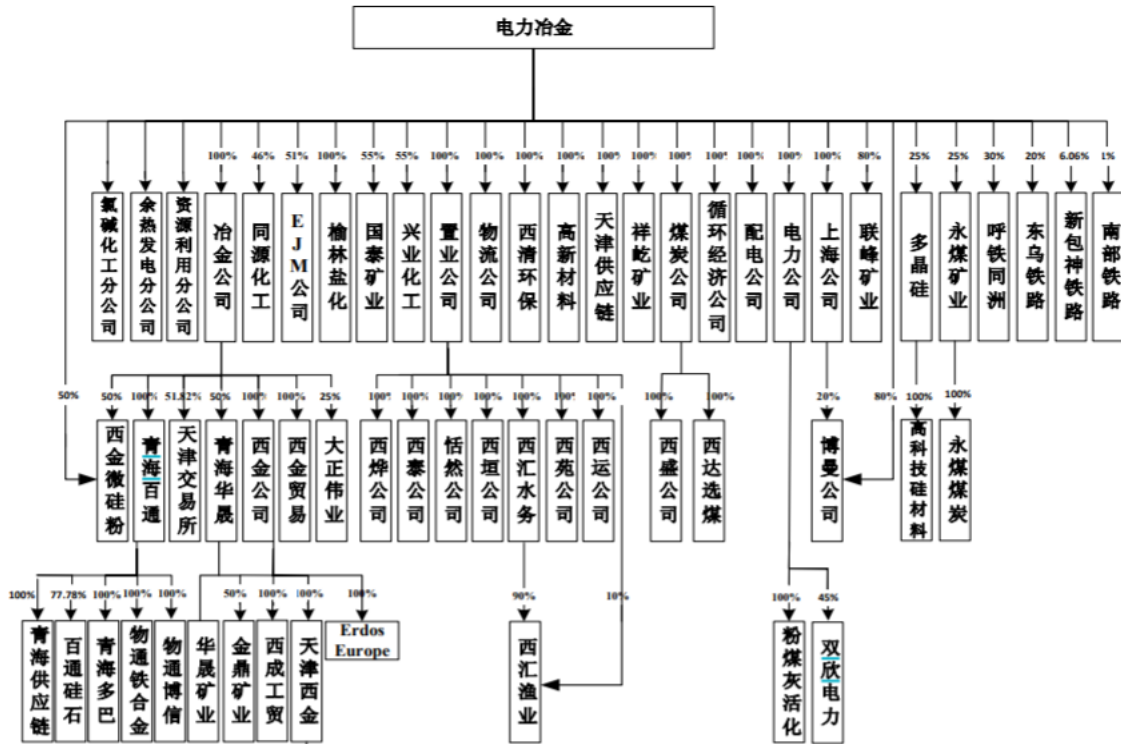 电力冶金
100%
46%
51%
100%
55%
55%
100%
100%
100%
100%
100%
100%
100%
100%
100%
100%
100%
80%
25%
25%
30%
20%
6.06%
1%
氯碱化工分公司
余热发电分公司
资源利用分公司
冶金公司
同源化工
EJM公司
榆林盐化
国泰矿业
兴业化工
置业公司
物流公司
西清环保
高新材料
天津供应链
祥屹矿业
煤炭公司
循环经济公司
配电公司
电力公司
上海公司
联峰矿业
多晶硅
永煤矿业
呼铁同洲
东乌铁路
新包神铁路
南部铁路
50%
50%
100%
51.82%
50%
100%
100%
25%
100%
100%
100%
100%
100%
100%
100%
100%
100%
20%
80%
100%
100%
西金微硅粉
青海百通
天津交易所
青海华晟
西金公司
西金贸易
大正伟业
西烨公司
西泰公司
恬然公司
西垣公司
西汇水务
西苑公司
西运公司
西盛公司
西达选煤
博曼公司
高科技硅材料
永煤煤炭
100%
77.78%
100%
100%
100%
50%
100%
100%
100%
90%
10%
100%
45%
青海供应链
百通硅石
青海多巴
物通铁合金
物通博信
华晟矿业
金鼎矿业
西成工贸
天津西金
Erdos
Europe
西汇渔业
粉煤灰活化
双欣电力